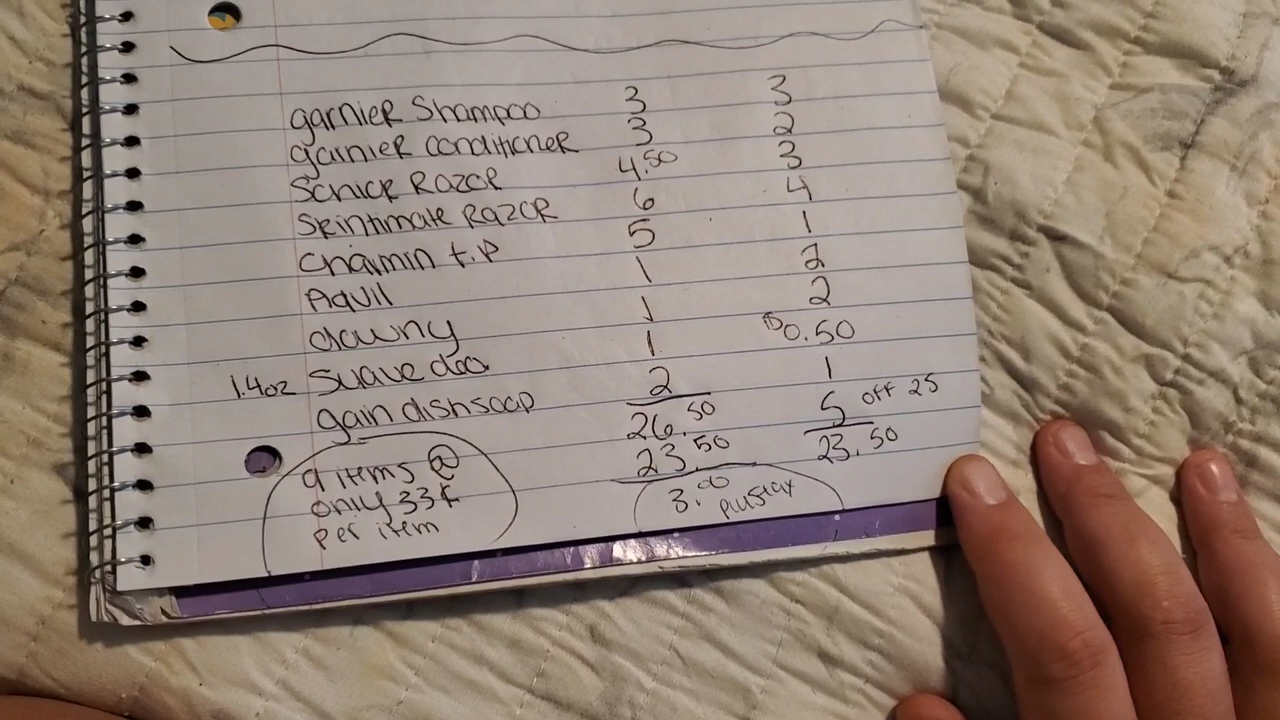 garnier Shampoo 3 3
garnier conditioner 3 2
Schick Razor 4.50 3
Skintimate Razor 6 4
Charmin t.p 5 1
Aquil 1 2
downy 1 2
1.4oz Suave doo. 1 $0.50
gain dishsoap 2 1
26.50 5 off 25
23.50 23.50
9 items @ 3.00 plus tax
only 33¢
per item